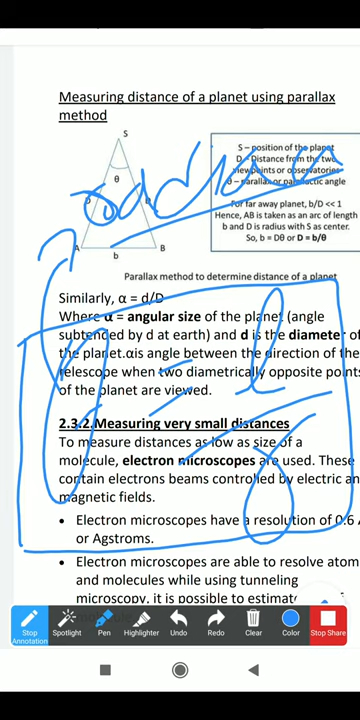 Measuring distance of a planet using parallax
method
S
θ
A
B
b
S – position of the planet
D – Distance from the two
viewpoints or observatories
θ – parallax or parallactic angle
For far away planet, b/D << 1
Hence, AB is taken as an arc of length
b and D is radius with S as center.
So, b = Dθ or D = b/θ
radian
Parallax method to determine distance of a planet
Similarly, α = d/D
Where α = angular size of the planet (angle
subtended by d at earth) and d is the diameter of
the planet.αis angle between the direction of the
telescope when two diametrically opposite points
of the planet are viewed.
θ = l
r
2.3.2.Measuring very small distances
To measure distances as low as size of a
molecule, electron microscopes are used. These
contain electrons beams controlled by electric an
magnetic fields.
• Electron microscopes have a resolution of 0.6
or Agstroms.
• Electron microscopes are able to resolve atom
and molecules while using tunneling
microscopy, it is possible to estimate
Stop Annotation
Spotlight
Pen
Highlighter
Undo
Redo
Clear
Color
Stop Share